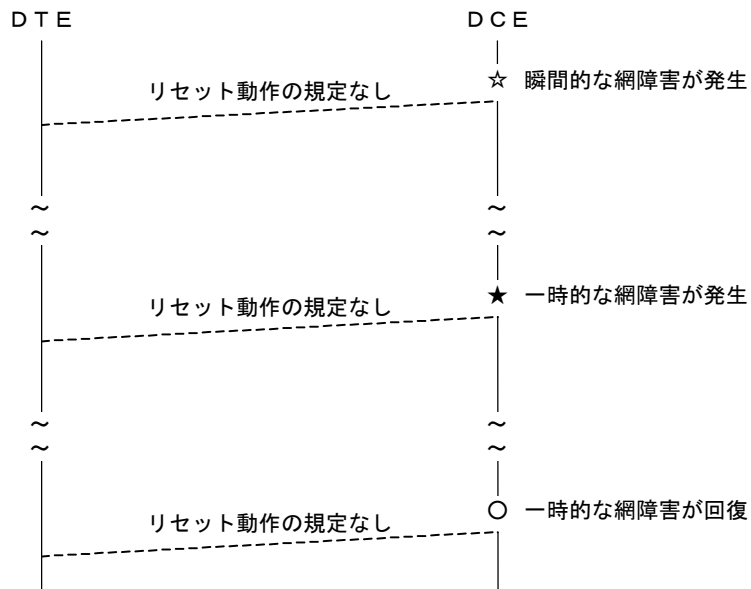 ＤＴＥ ＤＣＥ
☆ 瞬間的な網障害が発生
リセット動作の規定なし
～ ～
～ ～
★ 一時的な網障害が発生
リセット動作の規定なし
～ ～
～ ～
○ 一時的な網障害が回復
リセット動作の規定なし